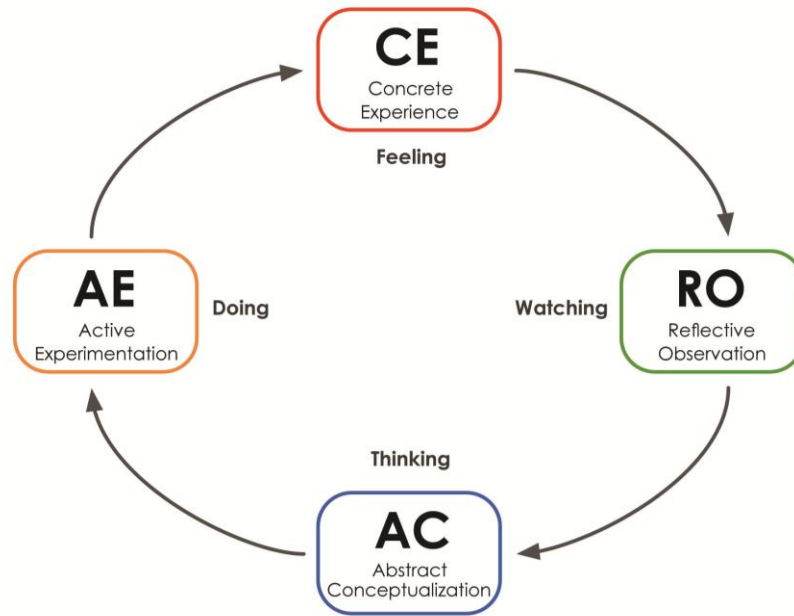 CE
Concrete
Experience
Feeling
AE
Active
Experimentation
Doing
Watching
RO
Reflective
Observation
Thinking
AC
Abstract
Conceptualization